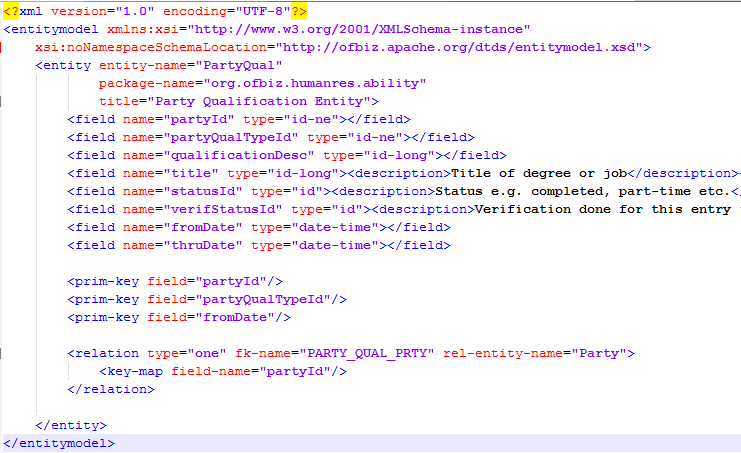 <?xml version="1.0" encoding="UTF-8"?>
<entitymodel xmlns:xsi="http://www.w3.org/2001/XMLSchema-instance"
    xsi:noNamespaceSchemaLocation="http://ofbiz.apache.org/dtds/entitymodel.xsd">
    <entity entity-name="PartyQual"
            package-name="org.ofbiz.humanres.ability"
            title="Party Qualification Entity">
        <field name="partyId" type="id-ne"></field>
        <field name="partyQualTypeId" type="id-ne"></field>
        <field name="qualificationDesc" type="id-long"></field>
        <field name="title" type="id-long"><description>Title of degree or job</description>
        <field name="statusId" type="id"><description>Status e.g. completed, part-time etc.</
        <field name="verifStatusId" type="id"><description>Verification done for this entry
        <field name="fromDate" type="date-time"></field>
        <field name="thruDate" type="date-time"></field>
        <prim-key field="partyId"/>
        <prim-key field="partyQualTypeId"/>
        <prim-key field="fromDate"/>
        <relation type="one" fk-name="PARTY_QUAL_PRTY" rel-entity-name="Party">
            <key-map field-name="partyId"/>
        </relation>
    </entity>
</entitymodel>